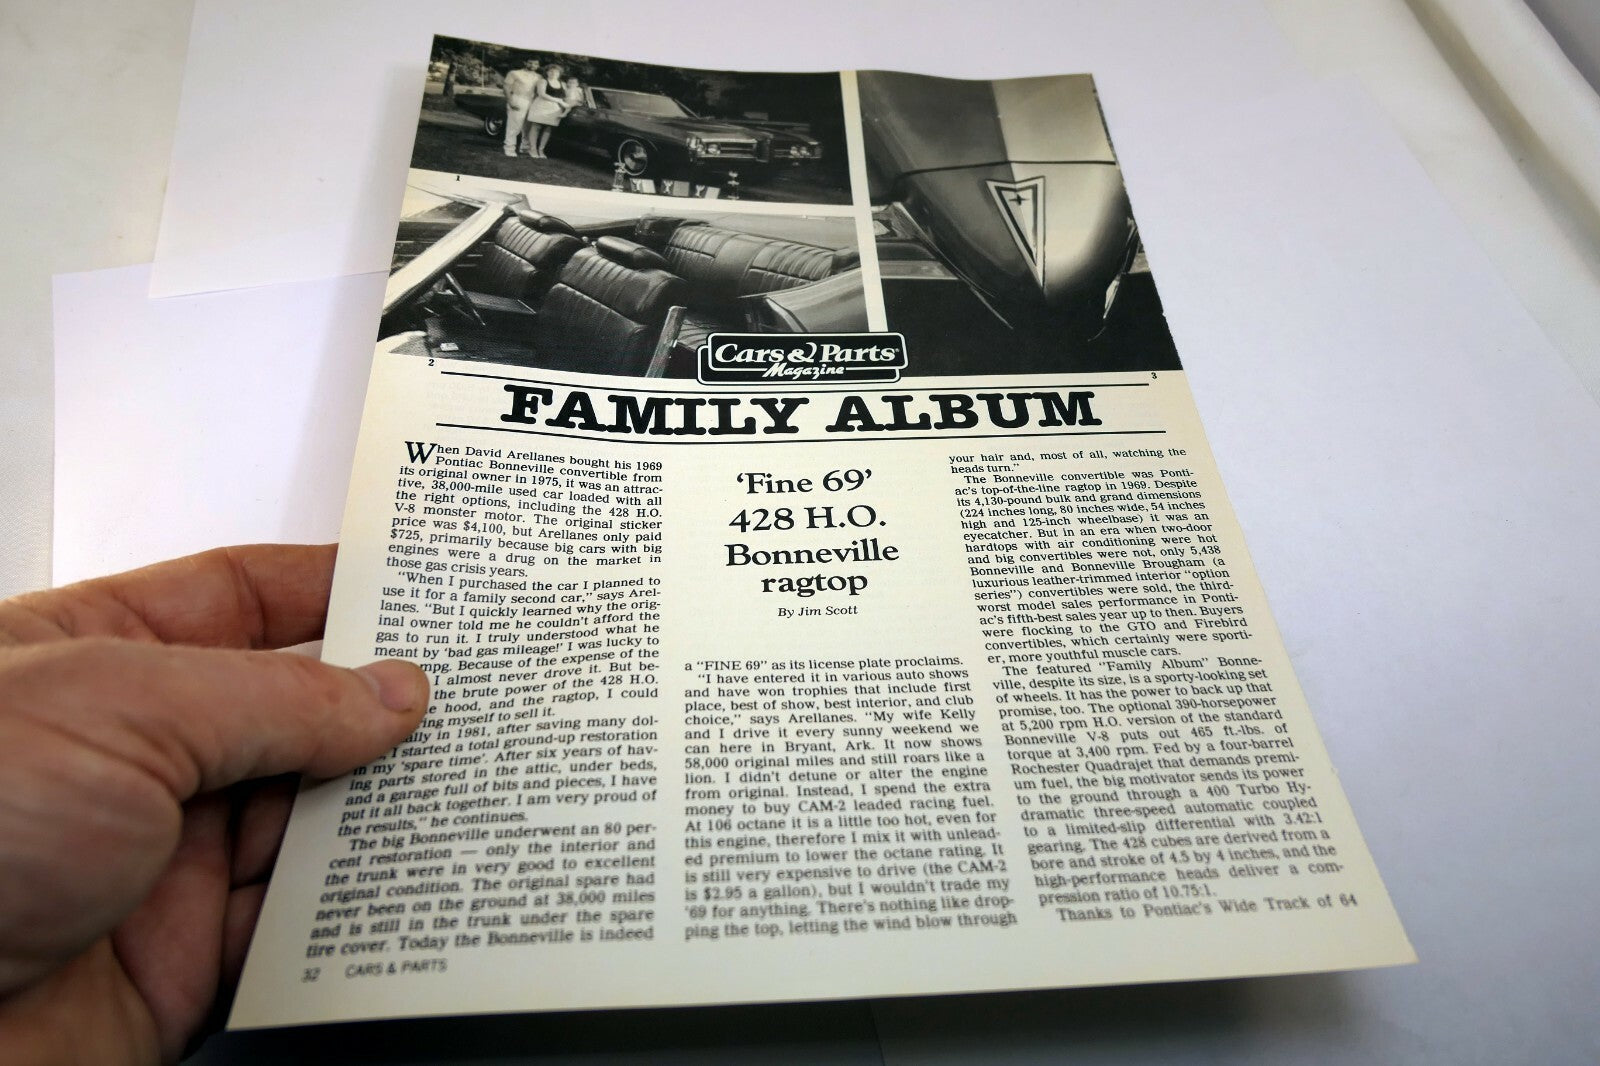 1
2
3
Cars & Parts
Magazine
FAMILY ALBUM
When David Arellanes bought his 1969
Pontiac Bonneville convertible from
its original owner in 1975, it was an attrac-
tive, 38,000-mile used car loaded with all
the right options, including the 428 H.O.
V-8 monster motor. The original sticker
price was $4,100, but Arellanes only paid
$725, primarily because big cars with big
engines were a drug on the market in
those gas crisis years.
"When I purchased the car I planned to
use it for a family second car," says Arel-
lanes. "But I quickly learned why the orig-
inal owner told me he couldn't afford the
gas to run it. I truly understood what he
meant by 'bad gas mileage!' I was lucky to
mpg. Because of the expense of the
I almost never drove it. But be-
the brute power of the 428 H.O.
hood, and the ragtop, I could
myself to sell it.
in 1981, after saving many dol-
I started a total ground-up restoration
in my 'spare time'. After six years of hav-
ing parts stored in the attic, under beds,
and a garage full of bits and pieces, I have
put it all back together. I am very proud of
the results," he continues.
The big Bonneville underwent an 80 per-
cent restoration — only the interior and
the trunk were in very good to excellent
original condition. The original spare had
never been on the ground at 38,000 miles
and is still in the trunk under the spare
tire cover. Today the Bonneville is indeed
'Fine 69'
428 H.O.
Bonneville
ragtop
By Jim Scott
a "FINE 69" as its license plate proclaims.
"I have entered it in various auto shows
and have won trophies that include first
place, best of show, best interior, and club
choice," says Arellanes. "My wife Kelly
and I drive it every sunny weekend we
can here in Bryant, Ark. It now shows
58,000 original miles and still roars like a
lion. I didn't detune or alter the engine
from original. Instead, I spend the extra
money to buy CAM-2 leaded racing fuel.
At 106 octane it is a little too hot, even for
this engine, therefore I mix it with unlead-
ed premium to lower the octane rating. It
is still very expensive to drive (the CAM-2
is $2.95 a gallon), but I wouldn't trade my
'69 for anything. There's nothing like drop-
ping the top, letting the wind blow through
your hair and, most of all, watching the
heads turn."
The Bonneville convertible was Ponti-
ac's top-of-the-line ragtop in 1969. Despite
its 4,130-pound bulk and grand dimensions
(224 inches long, 80 inches wide, 54 inches
high and 125-inch wheelbase) it was an
eyecatcher. But in an era when two-door
hardtops with air conditioning were hot
and big convertibles were not, only 5,438
Bonneville and Bonneville Brougham (a
luxurious leather-trimmed interior "option
series") convertibles were sold, the third-
worst model sales performance in Ponti-
ac's fifth-best sales year up to then. Buyers
were flocking to the GTO and Firebird
convertibles, which certainly were sporti-
er, more youthful muscle cars.
The featured "Family Album" Bonne-
ville, despite its size, is a sporty-looking set
of wheels. It has the power to back up that
promise, too. The optional 390-horsepower
at 5,200 rpm H.O. version of the standard
Bonneville V-8 puts out 465 ft.-lbs. of
torque at 3,400 rpm. Fed by a four-barrel
Rochester Quadrajet that demands premi-
um fuel, the big motivator sends its power
to the ground through a 400 Turbo Hy-
dramatic three-speed automatic coupled
to a limited-slip differential with 3.42:1
gearing. The 428 cubes are derived from a
bore and stroke of 4.5 by 4 inches, and the
high-performance heads deliver a com-
pression ratio of 10.75:1.
Thanks to Pontiac's Wide Track of 64
32 CARS & PARTS